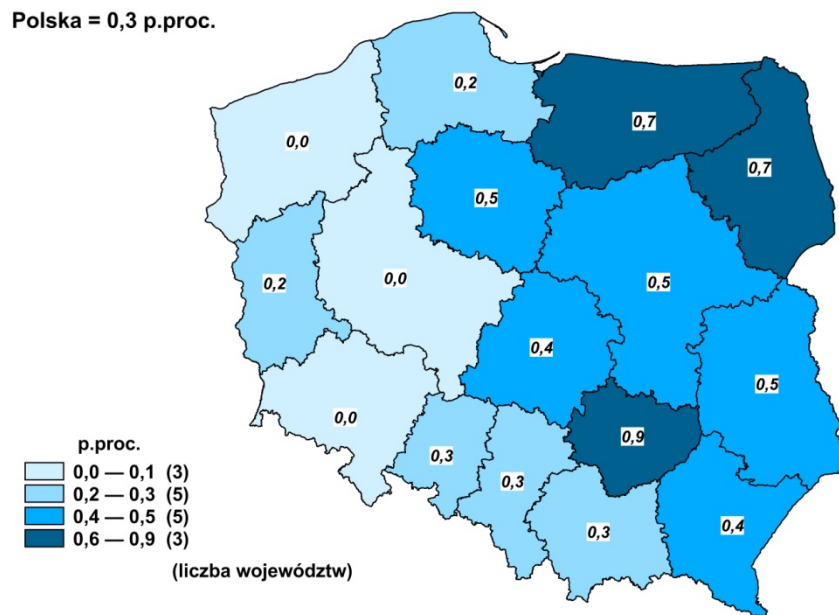 Polska = 0,3 p.proc.
0,2
0,0
0,7
0,7
0,5
0,2
0,0
0,5
0,4
0,5
0,0
0,9
0,3
0,3
0,3
0,4
p.proc.
0,0 — 0,1 (3)
0,2 — 0,3 (5)
0,4 — 0,5 (5)
0,6 — 0,9 (3)
(liczba województw)